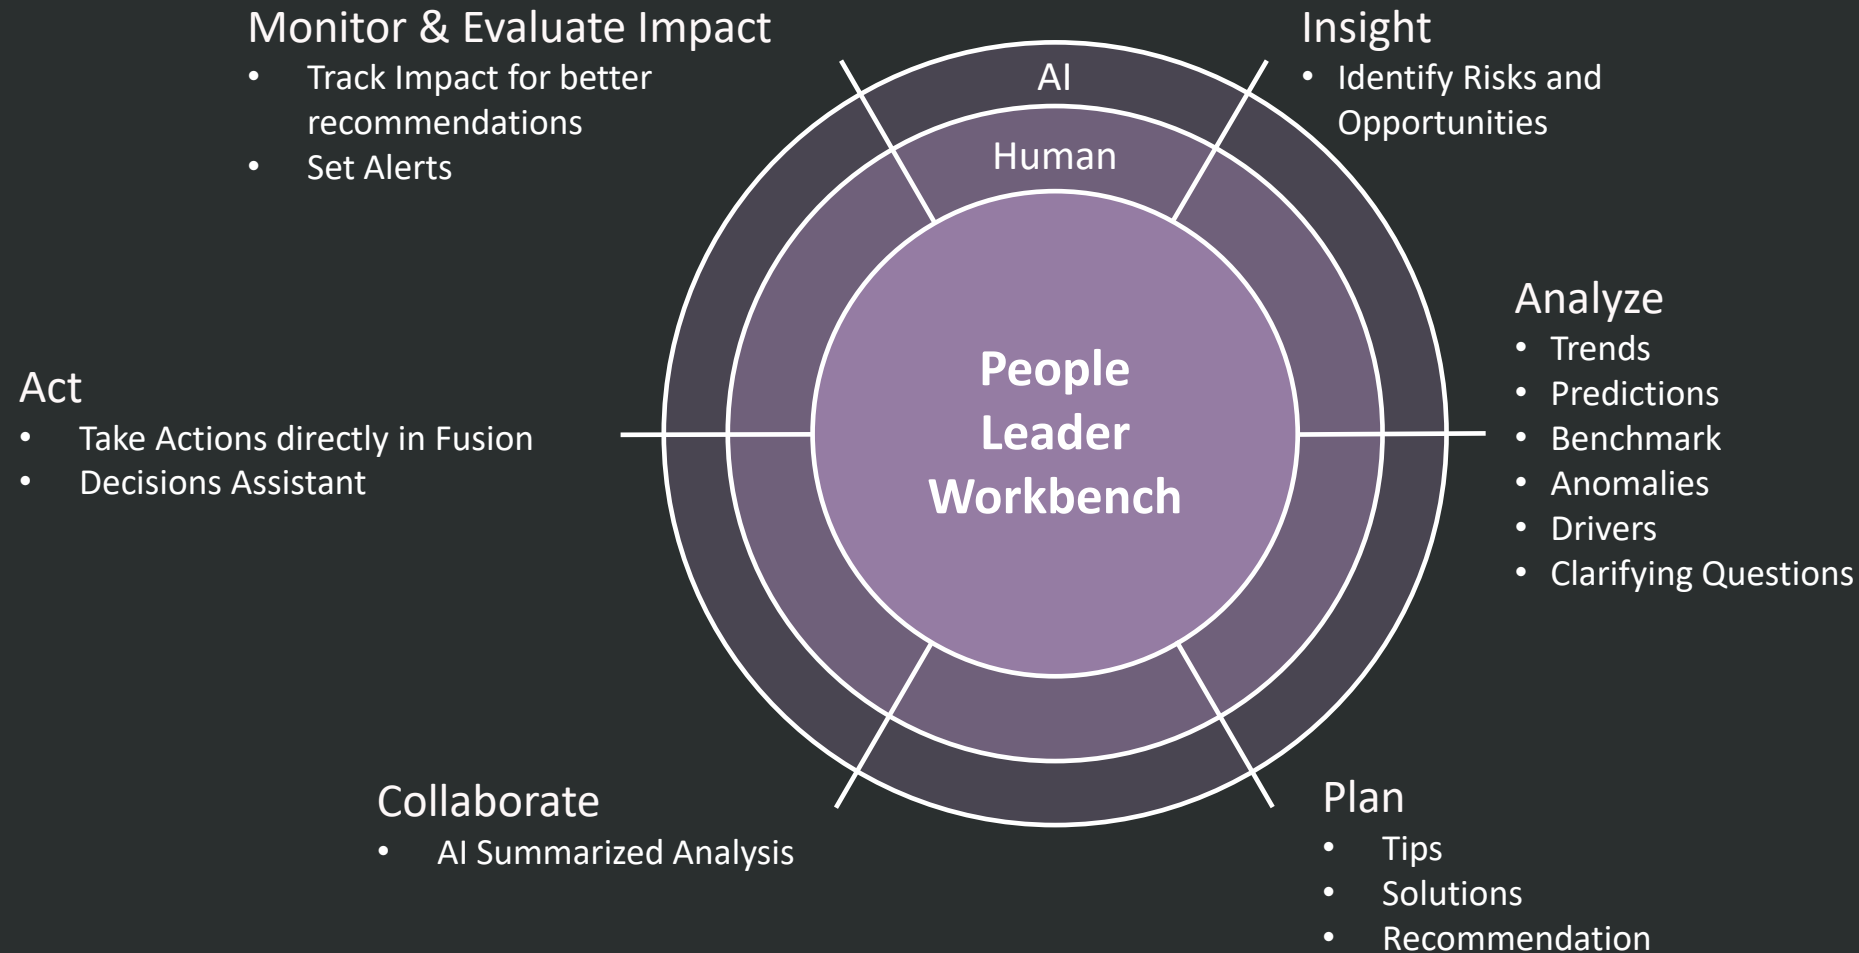 Monitor & Evaluate Impact
• Track Impact for better
recommendations
• Set Alerts
Insight
• Identify Risks and
Opportunities
AI
Human
People
Leader
Workbench
Analyze
• Trends
• Predictions
• Benchmark
• Anomalies
• Drivers
• Clarifying Questions
Act
• Take Actions directly in Fusion
• Decisions Assistant
Collaborate
• AI Summarized Analysis
Plan
• Tips
• Solutions
• Recommendation